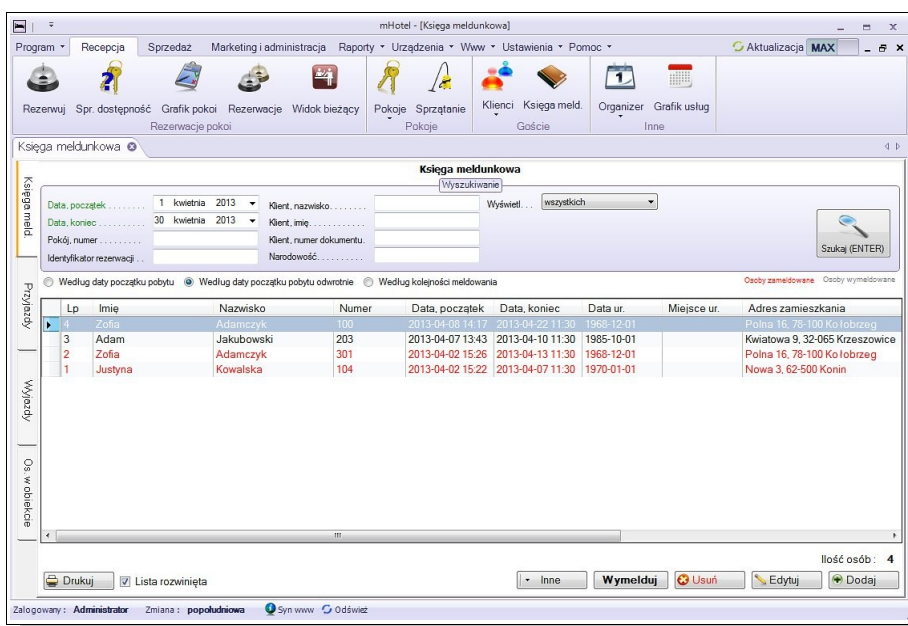 mHotel - [Księga meldunkowa]
Program Recepcja Sprzedaż Marketing i administracja Raporty Urządzenia Www Ustawienia Pomoc Aktualizacja MAX
Rezerwuj Spr. dostępność Grafik pokoi Rezerwacje Widok bieżący Pokoje Sprzątanie Klienci Księga meld. Organizer Grafik usług
Rezerwacje pokoi Pokoje Goście Inne
Księga meldunkowa
Księga meldunkowa
Wyszukiwanie
Księga meld.
Przyjazdy
Wyjazdy
Os. w obiekcie
Data, początek . . . . . . . 1 kwietnia 2013 Klient, nazwisko. . . . . . . . Wyświetl. . . wszystkich
Data, koniec . . . . . . . . . . 30 kwietnia 2013 Klient, imię. . . . . . . . . . . .
Pokój, numer . . . . . . . . . Klient, numer dokumentu.
Identyfikator rezerwacji . . Narodowość. . . . . . . . . .
Szukaj (ENTER)
Według daty początku pobytu Według daty początku pobytu odwrotnie Według kolejności meldowania Osoby zameldowane Osoby wymeldowane
Lp Imię Nazwisko Numer Data, początek Data, koniec Data ur. Miejsce ur. Adres zamieszkania
4 Zofia Adamczyk 100 2013-04-08 14:17 2013-04-22 11:30 1968-12-01 Polna 16, 78-100 Kołobrzeg
3 Adam Jakubowski 203 2013-04-07 13:43 2013-04-10 11:30 1985-10-01 Kwiatowa 9, 32-065 Krzeszowice
2 Zofia Adamczyk 301 2013-04-02 15:26 2013-04-13 11:30 1968-12-01 Polna 16, 78-100 Kołobrzeg
1 Justyna Kowalska 104 2013-04-02 15:22 2013-04-07 11:30 1970-01-01 Nowa 3, 62-500 Konin
Ilość osób : 4
Drukuj Lista rozwinięta Inne Wymelduj Usuń Edytuj Dodaj
Zalogowany : Administrator Zmiana : popołudniowa Syn www Odśwież